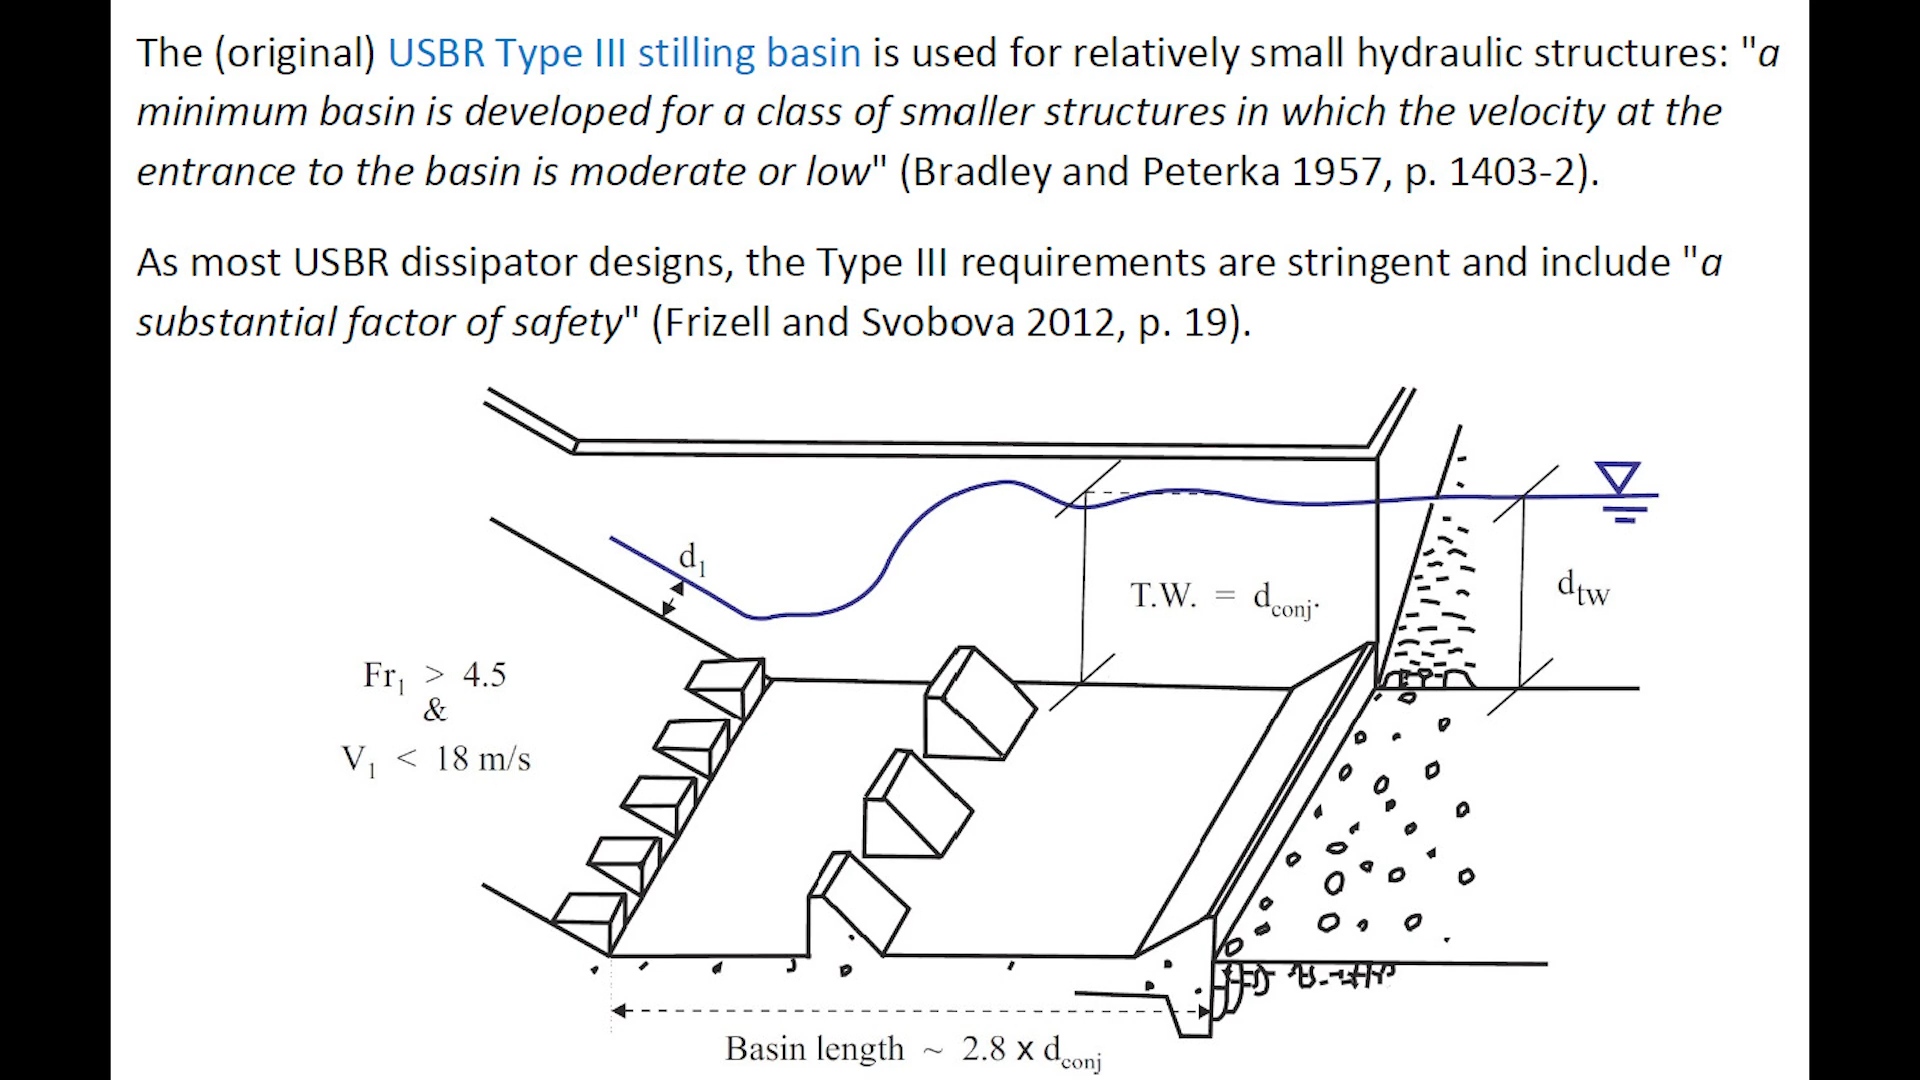 The (original) USBR Type III stilling basin is used for relatively small hydraulic structures: "a
minimum basin is developed for a class of smaller structures in which the velocity at the
entrance to the basin is moderate or low" (Bradley and Peterka 1957, p. 1403-2).
As most USBR dissipator designs, the Type III requirements are stringent and include "a
substantial factor of safety" (Frizell and Svobova 2012, p. 19).
d1
T.W. = dconj.
dtw
Fr1 > 4.5
&
V1 < 18 m/s
Basin length ~ 2.8 x dconj